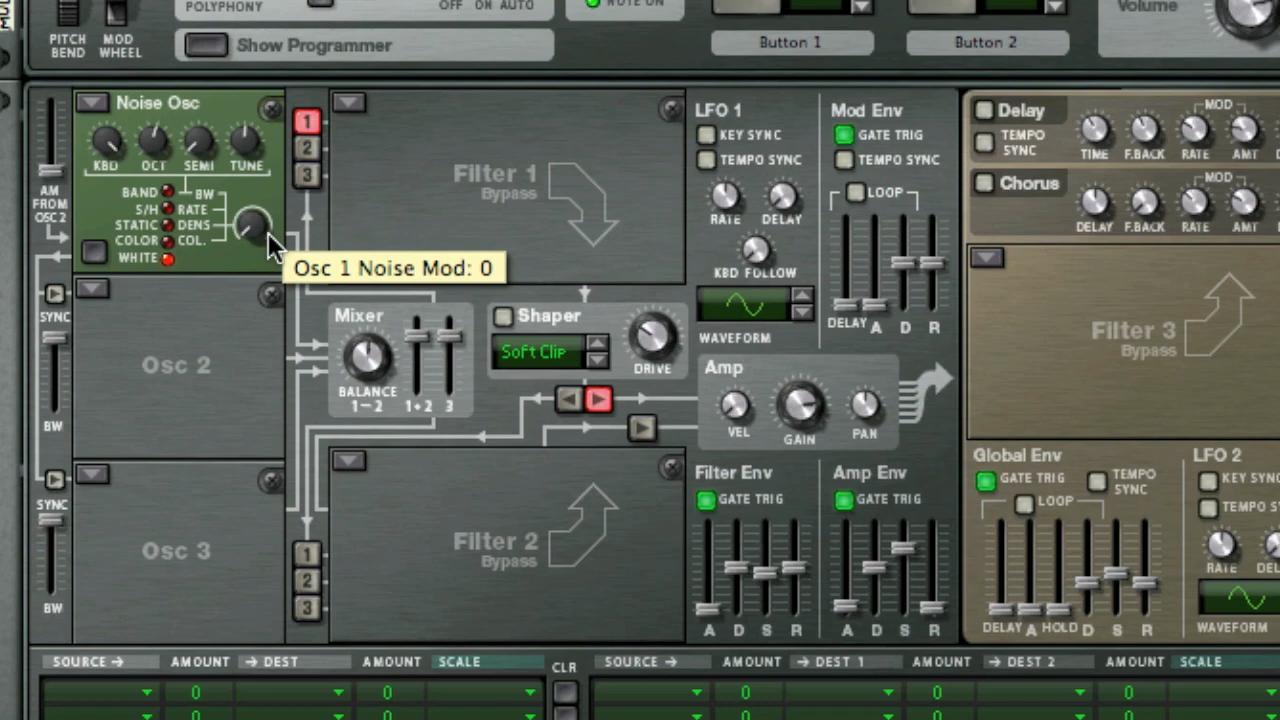 POLYPHONY
OFF ON AUTO
NOTE ON
Volume
PITCH
BEND
MOD
WHEEL
Show Programmer
Button 1
Button 2
Noise Osc
KBD OCT SEMI TUNE
BAND BW
S/H RATE
STATIC DENS
COLOR COL.
WHITE
AM
FROM
OSC 2
SYNC
BW
SYNC
BW
Osc 2
Osc 3
1
2
3
Filter 1
Bypass
Osc 1 Noise Mod: 0
Mixer
BALANCE
1-2 1+2 3
Shaper
Soft Clip
DRIVE
Filter 2
Bypass
1
2
3
LFO 1
KEY SYNC
TEMPO SYNC
RATE DELAY
KBD FOLLOW
WAVEFORM
Mod Env
GATE TRIG
TEMPO SYNC
LOOP
DELAY A D R
Amp
VEL GAIN PAN
Filter Env
GATE TRIG
A D S R
Amp Env
GATE TRIG
A D S R
Delay
TEMPO
SYNC
MOD
TIME F.BACK RATE AMT
Chorus
MOD
DELAY F.BACK RATE AMT
Filter 3
Bypass
Global Env
GATE TRIG
TEMPO
SYNC
LOOP
DELAY A HOLD D S R
LFO 2
KEY SYNC
TEMPO S
RATE DEL
WAVEFORM
SOURCE → AMOUNT → DEST AMOUNT SCALE
CLR
SOURCE → AMOUNT → DEST 1 AMOUNT → DEST 2 AMOUNT SCALE
0 0 0 0 0